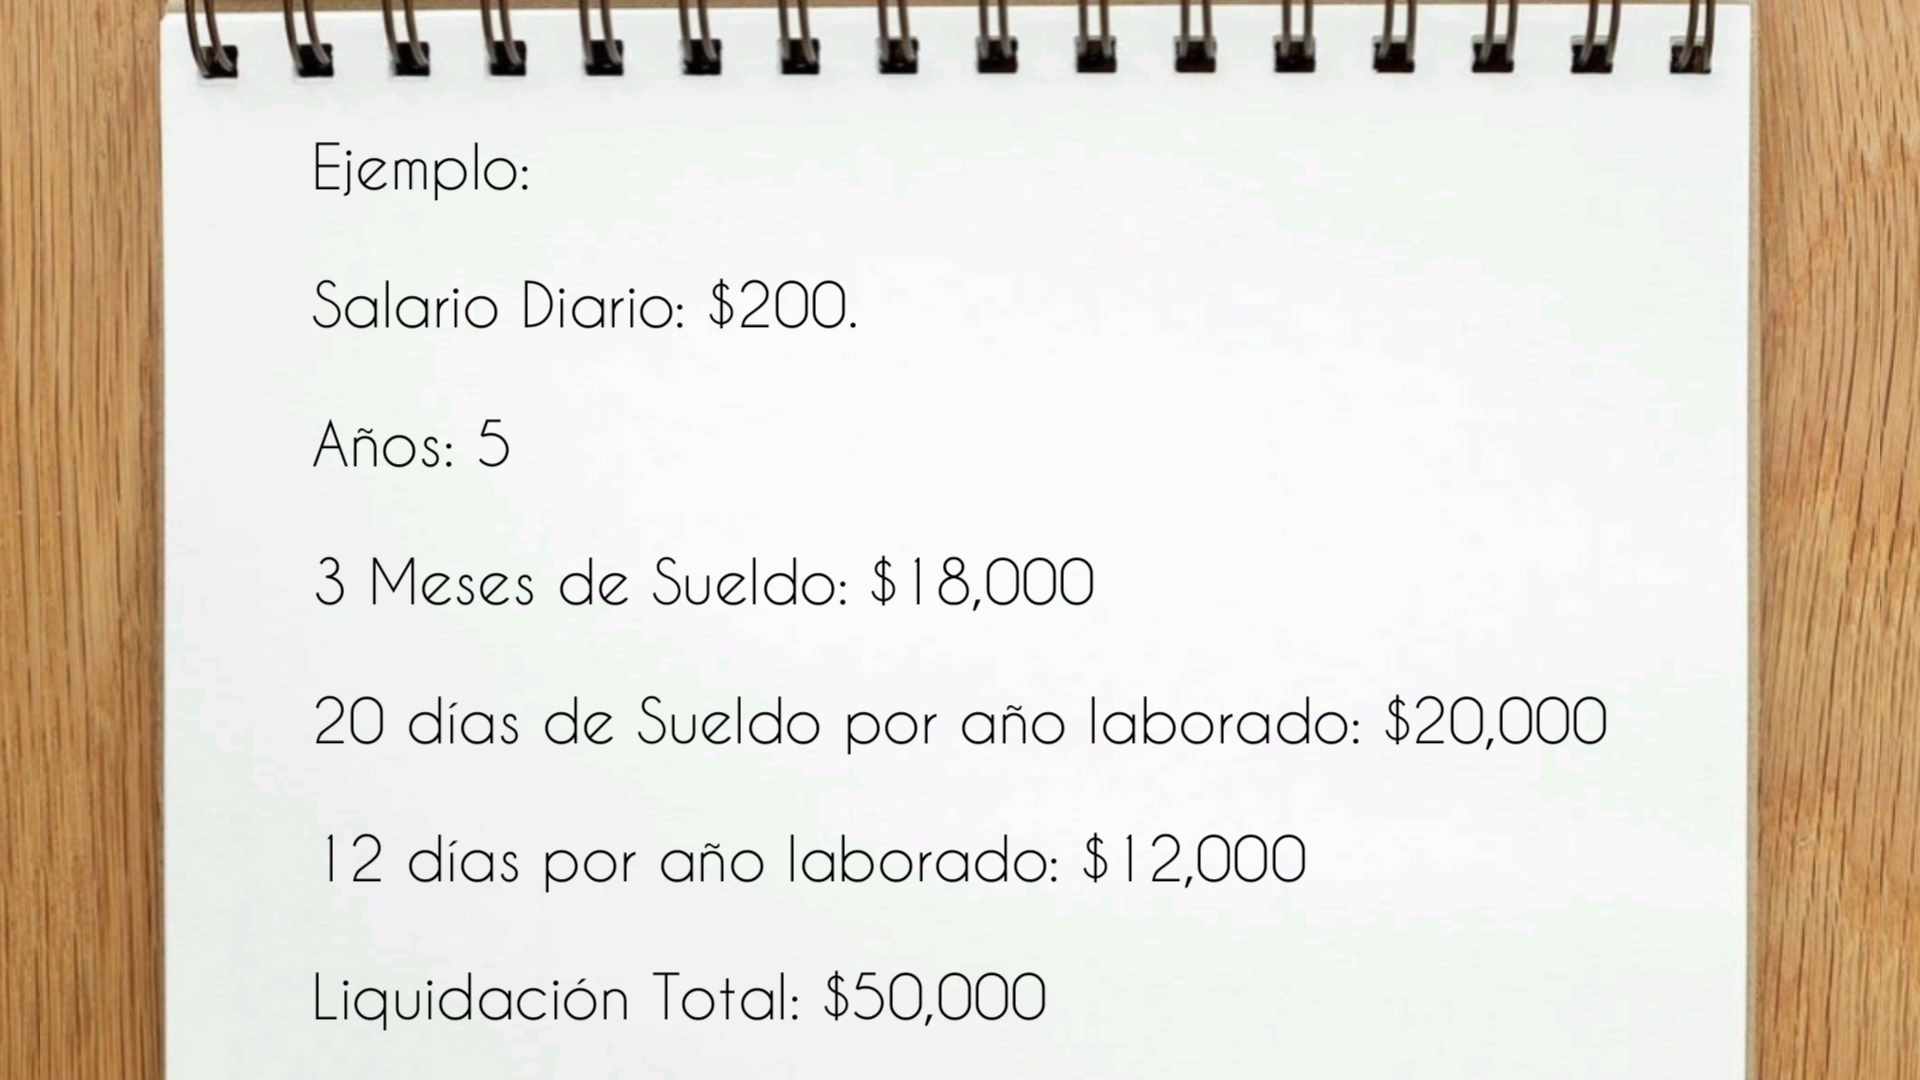 Ejemplo:
Salario Diario: $200.
Años: 5
3 Meses de Sueldo: $18,000
20 días de Sueldo por año laborado: $20,000
12 días por año laborado: $12,000
Liquidación Total: $50,000